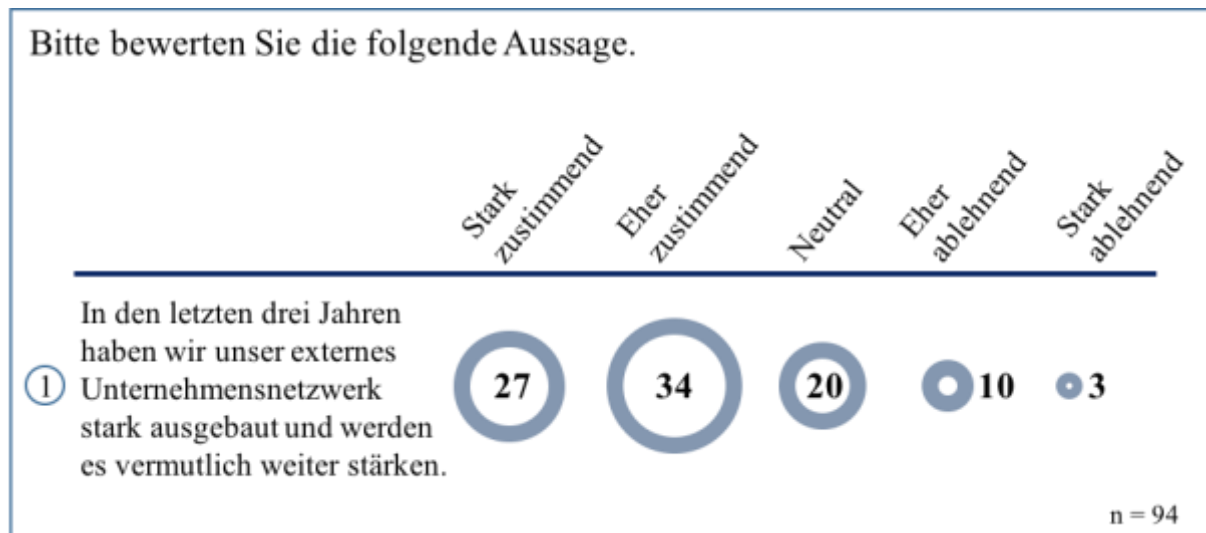 Bitte bewerten Sie die folgende Aussage.
Stark
zustimmend
Eher
zustimmend
Neutral
Eher
ablehnend
Stark
ablehnend
1
In den letzten drei Jahren
haben wir unser externes
Unternehmensnetzwerk
stark ausgebaut und werden
es vermutlich weiter stärken.
27 34 20 10 3
n = 94